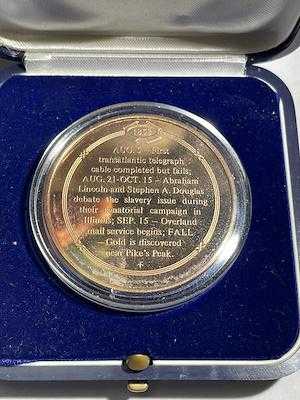 1858
AUG. 5 – First
transatlantic telegraph
cable completed but fails;
AUG. 21-OCT. 15 – Abraham
Lincoln and Stephen A. Douglas
debate the slavery issue during
their senatorial campaign in
Illinois; SEP. 15 – Overland
mail service begins; FALL
– Gold is discovered
near Pike's Peak.